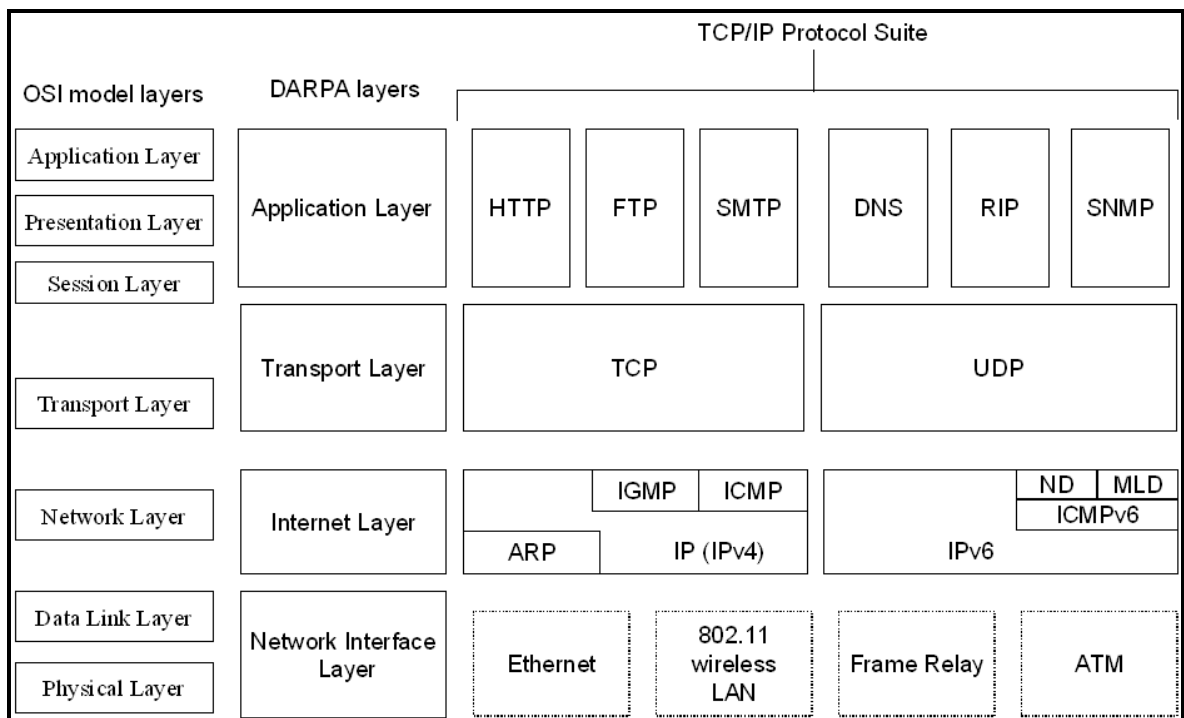 TCP/IP Protocol Suite
OSI model layers
DARPA layers
Application Layer
Presentation Layer
Session Layer
Application Layer
HTTP
FTP
SMTP
DNS
RIP
SNMP
Transport Layer
Transport Layer
TCP
UDP
Network Layer
Internet Layer
IGMP
ICMP
ARP
IP (IPv4)
ND
MLD
ICMPv6
IPv6
Data Link Layer
Physical Layer
Network Interface
Layer
Ethernet
802.11
wireless
LAN
Frame Relay
ATM